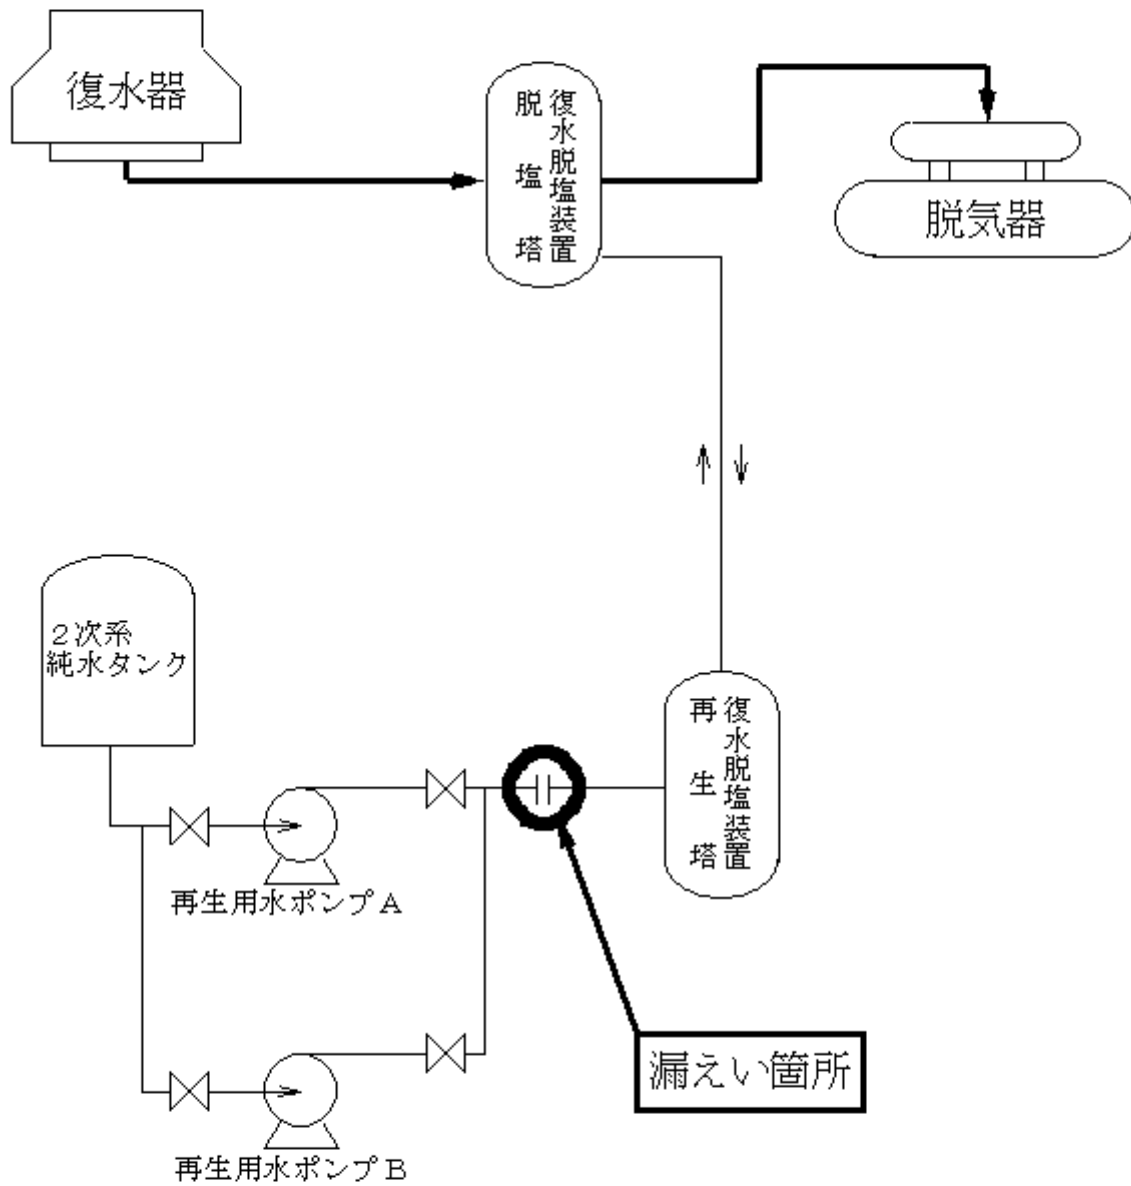 復水器
復水脱塩装置
脱塩塔
脱気器
２次系
純水タンク
復水脱塩装置
再生塔
再生用水ポンプＡ
漏えい箇所
再生用水ポンプＢ